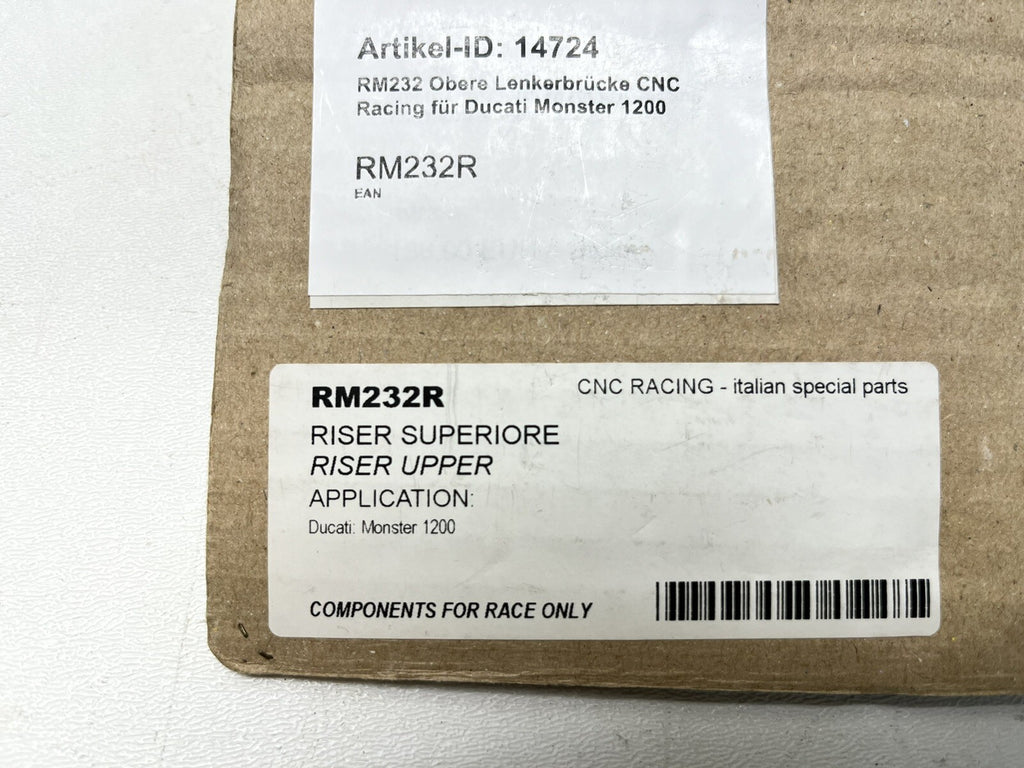 Artikel-ID: 14724
RM232 Obere Lenkerbrücke CNC
Racing für Ducati Monster 1200
RM232R
EAN
RM232R
CNC RACING - italian special parts
RISER SUPERIORE
RISER UPPER
APPLICATION:
Ducati: Monster 1200
COMPONENTS FOR RACE ONLY